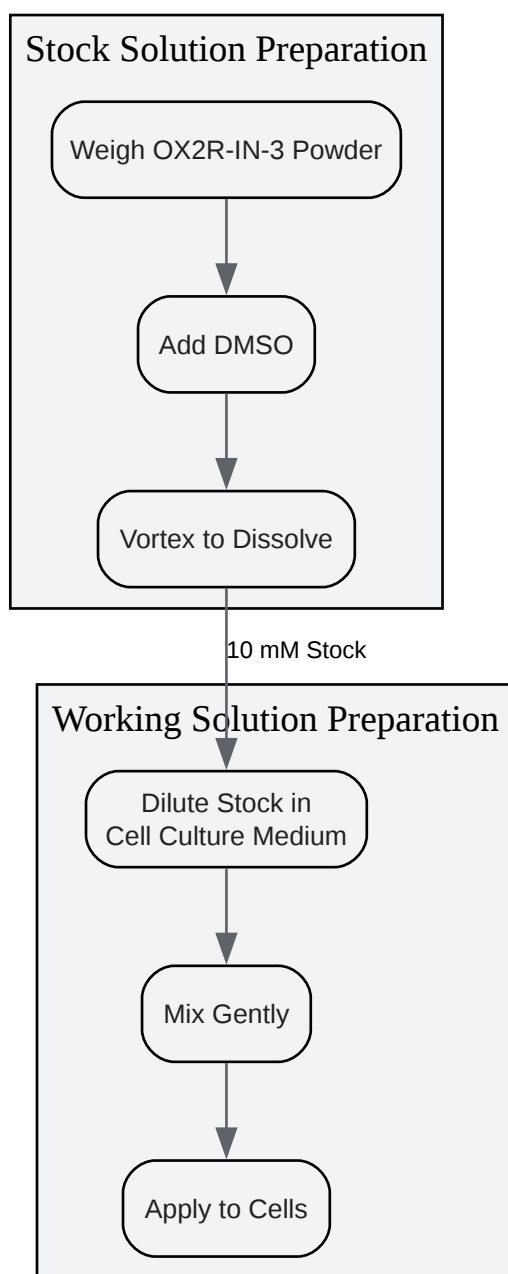 Stock Solution Preparation
Weigh OX2R-IN-3 Powder
Add DMSO
Vortex to Dissolve
10 mM Stock
Working Solution Preparation
Dilute Stock in
Cell Culture Medium
Mix Gently
Apply to Cells